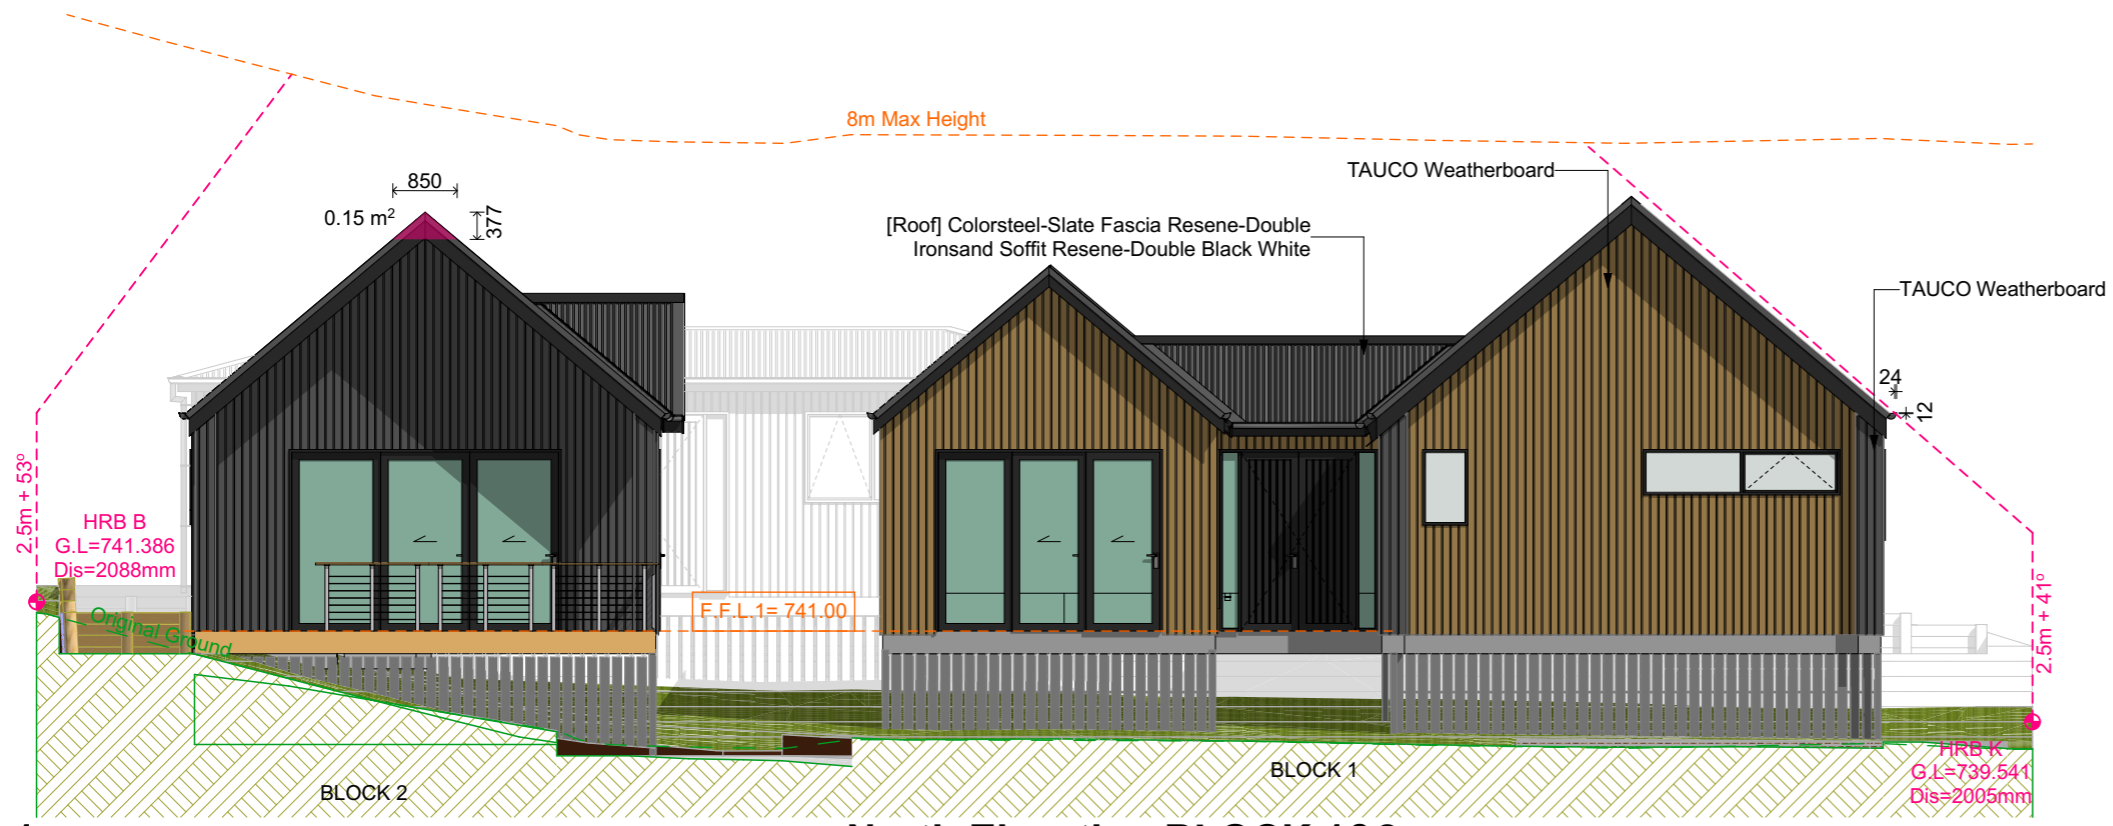 8m Max Height
TAUCO Weatherboard
850
0.15 m²
377
[Roof] Colorsteel-Slate Fascia Resene-Double
Ironsand Soffit Resene-Double Black White
TAUCO Weatherboard
24
12
2.5m + 53º
HRB B
G.L=741.386
Dis=2088mm
Original Ground
F.F.L.1= 741.00
2.5m + 41º
HRB K
G.L=739.541
Dis=2005mm
BLOCK 1
BLOCK 2